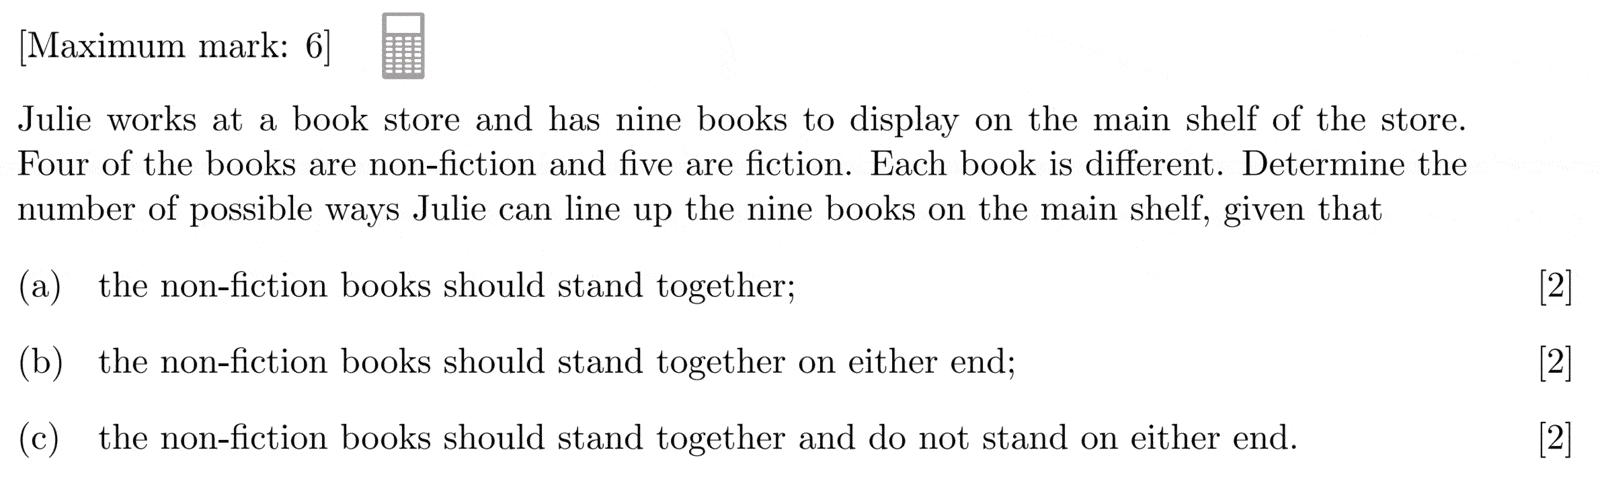 [Maximum mark: 6]
Julie works at a book store and has nine books to display on the main shelf of the store.
Four of the books are non-fiction and five are fiction. Each book is different. Determine the
number of possible ways Julie can line up the nine books on the main shelf, given that
(a) the non-fiction books should stand together; [2]
(b) the non-fiction books should stand together on either end; [2]
(c) the non-fiction books should stand together and do not stand on either end. [2]